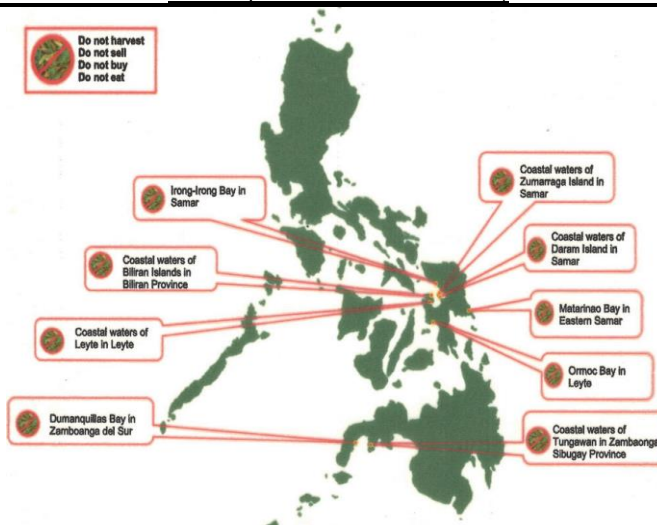 Do not harvest
Do not sell
Do not buy
Do not eat
Irong-Irong Bay in
Samar
Coastal waters of
Zumarraga Island in
Samar
Coastal waters of
Biliran Islands in
Biliran Province
Coastal waters of
Daram Island in
Samar
Coastal waters of
Leyte in Leyte
Matarinao Bay in
Eastern Samar
Ormoc Bay in
Leyte
Dumanquillas Bay in
Zamboanga del Sur
Coastal waters of
Tungawan in Zambaonga
Sibugay Province